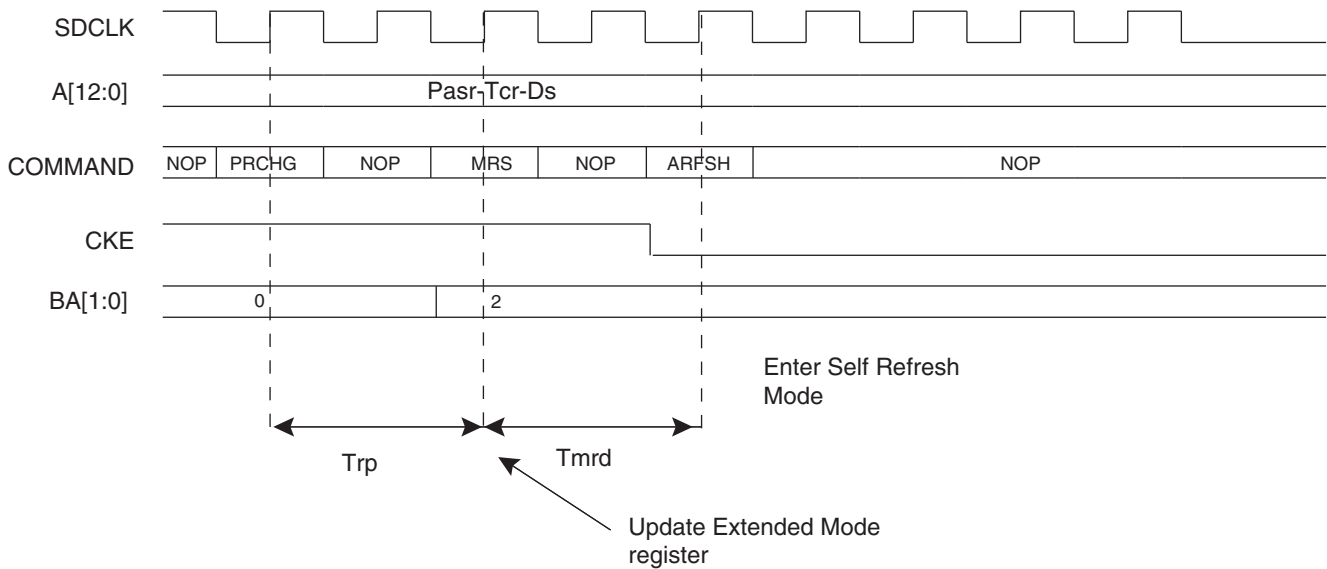 SDCLK
A[12:0]
Pasr-Tcr-Ds
COMMAND
NOP
PRCHG
NOP
MRS
NOP
ARFSH
NOP
CKE
BA[1:0]
0
2
Enter Self Refresh
Mode
Trp
Tmrd
Update Extended Mode
register